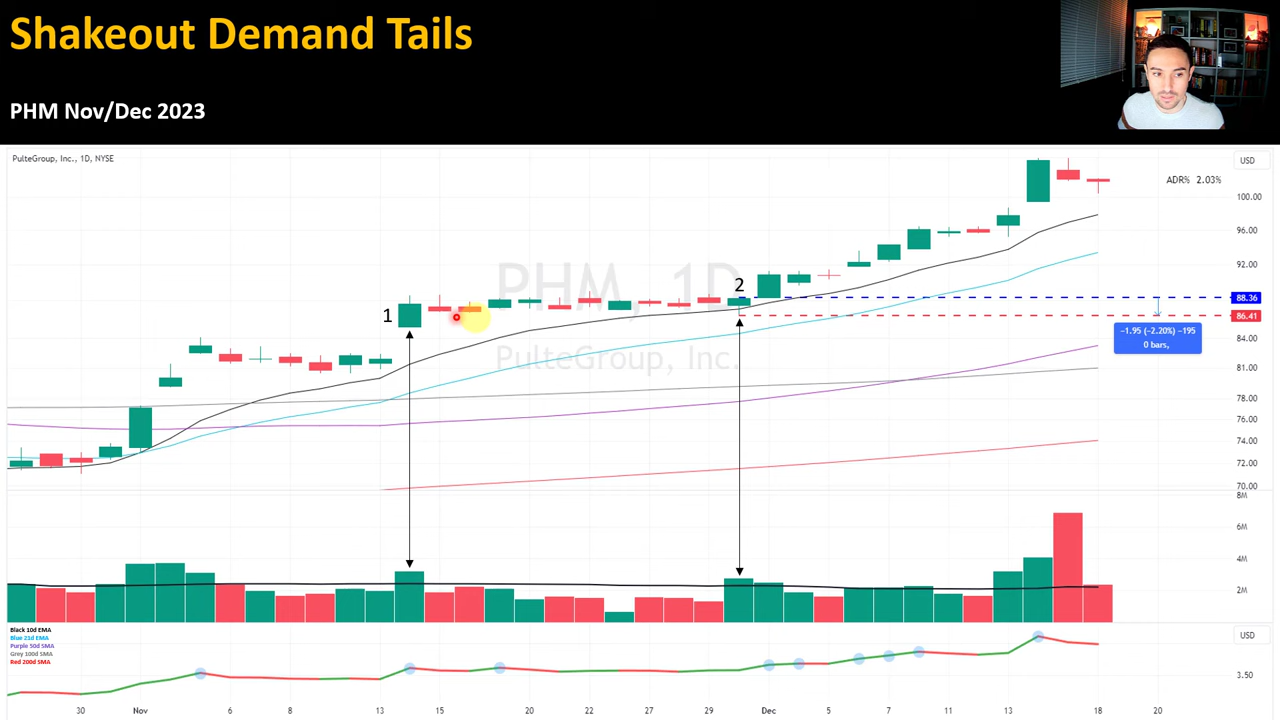 Shakeout Demand Tails
PHM Nov/Dec 2023
PulteGroup, Inc., 1D, NYSE
USD
ADR% 2.03%
100.00
96.00
92.00
PHM, 1D
PulteGroup, Inc.
1
2
88.36
86.41
−1.95 (−2.20%) −195
0 bars,
84.00
81.00
78.00
76.00
74.00
72.00
70.00
8M
6M
4M
2M
Black 10d EMA
Blue 21d EMA
Purple 50d SMA
Grey 100d SMA
Red 200d SMA
USD
3.50
30 Nov 6 8 13 15 20 22 27 29 Dec 5 7 11 13 18 20